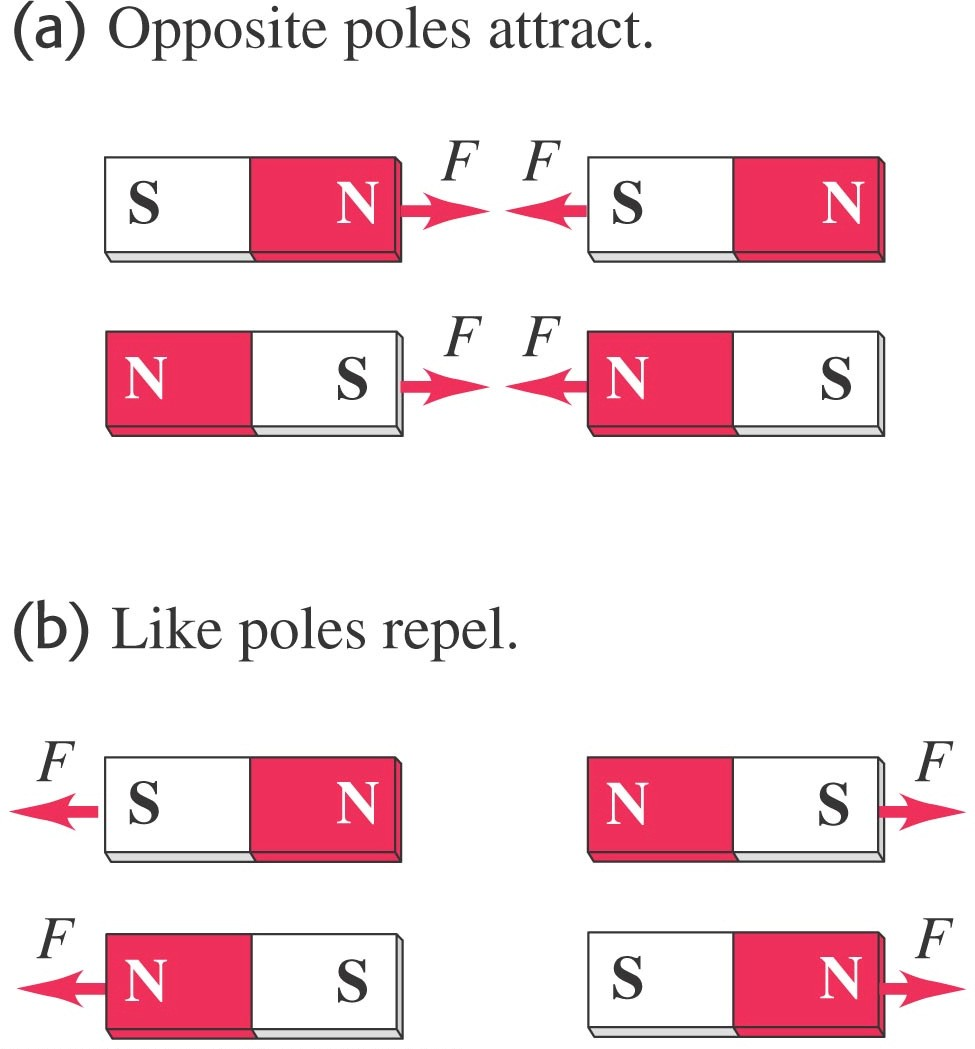 (a) Opposite poles attract.
F F
S N S N
F F
N S N S
(b) Like poles repel.
F F
S N N S
F F
N S S N